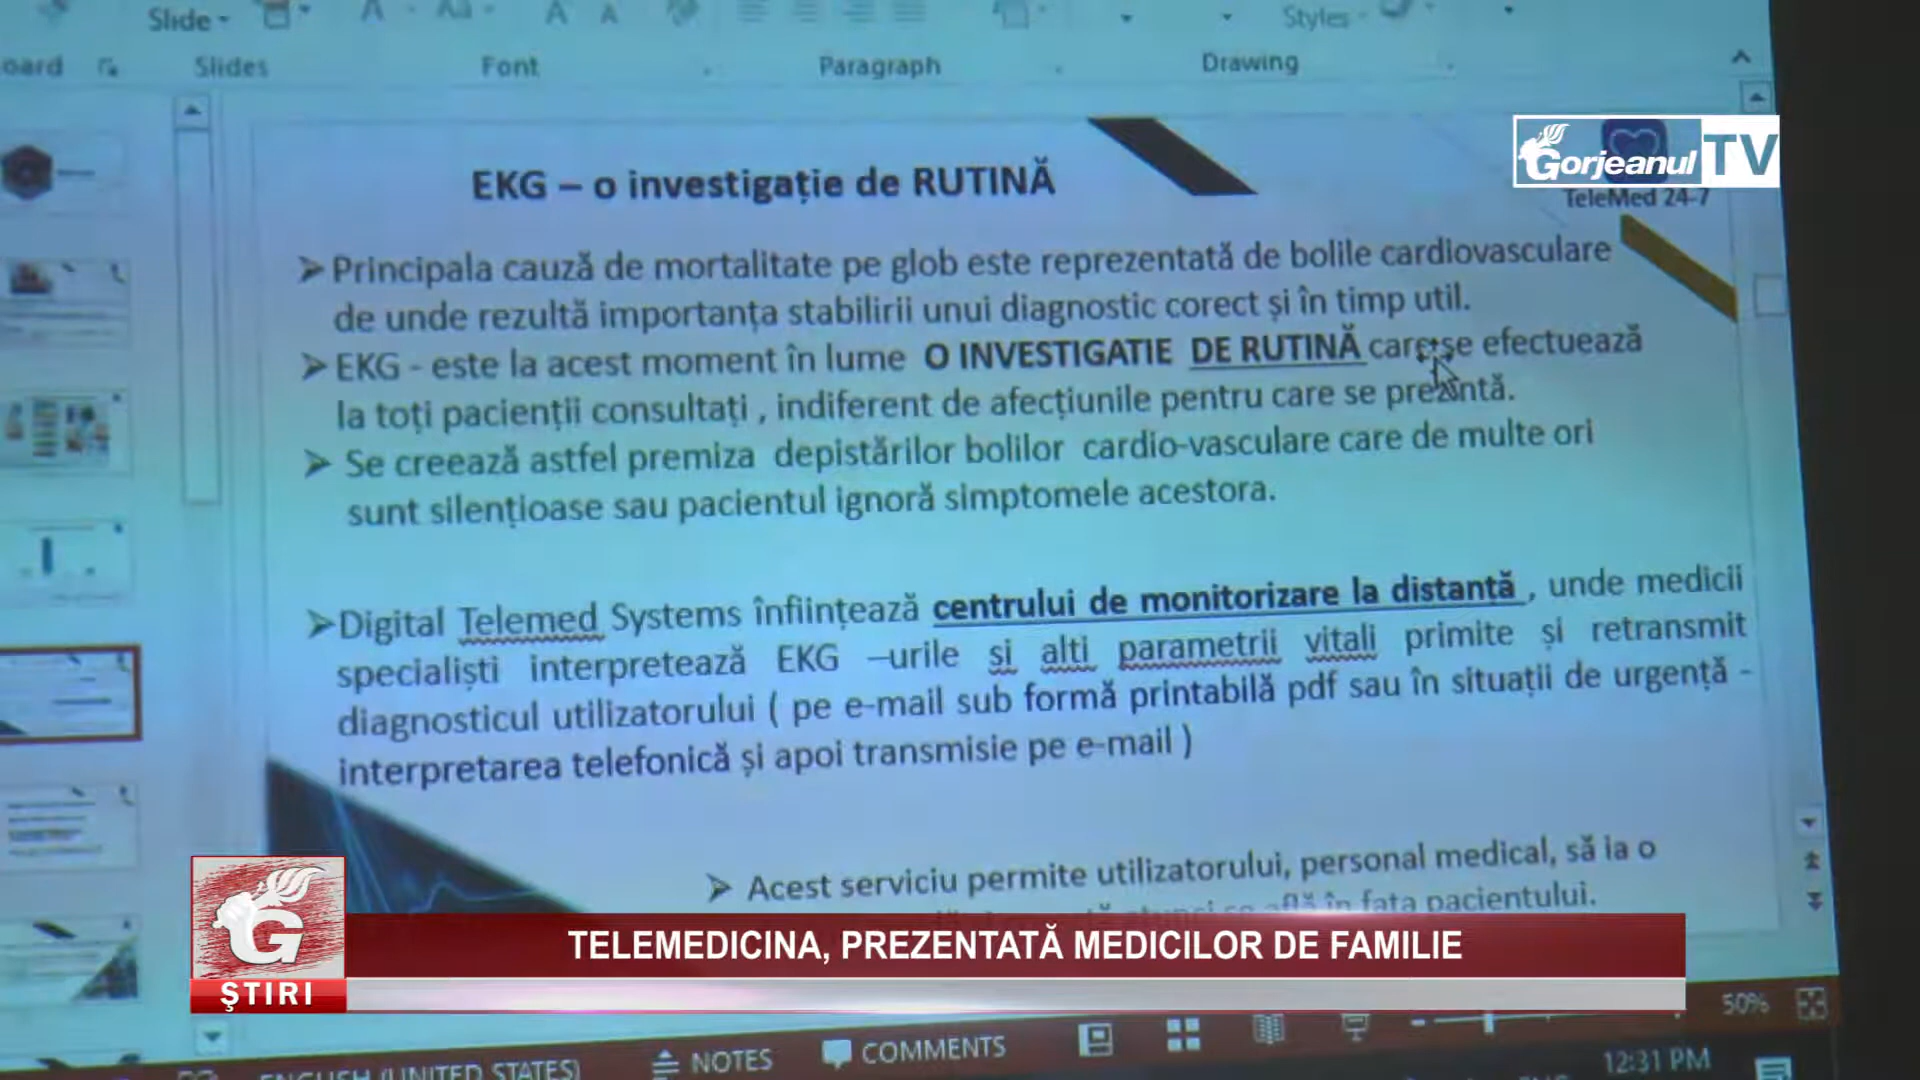 Slide
Styles
Slides
Font
Paragraph
Drawing
Gorjeanul TV
TeleMed 24-7
EKG – o investigație de RUTINĂ
➢ Principala cauză de mortalitate pe glob este reprezentată de bolile cardiovasculare
de unde rezultă importanța stabilirii unui diagnostic corect și în timp util.
➢ EKG - este la acest moment în lume O INVESTIGATIE DE RUTINĂ care se efectuează
la toți pacienții consultați , indiferent de afecțiunile pentru care se prezintă.
➢ Se creează astfel premiza depistărilor bolilor cardio-vasculare care de multe ori
sunt silențioase sau pacientul ignoră simptomele acestora.
➢ Digital Telemed Systems înființează centrului de monitorizare la distantă , unde medicii
specialiști interpretează EKG –urile si alti parametrii vitali primite și retransmit
diagnosticul utilizatorului ( pe e-mail sub formă printabilă pdf sau în situații de urgență -
interpretarea telefonică și apoi transmisie pe e-mail )
➢ Acest serviciu permite utilizatorului, personal medical, să ia o
află în fața pacientului.
G
ŞTIRI
TELEMEDICINA, PREZENTATĂ MEDICILOR DE FAMILIE
50%
ENGLISH (UNITED STATES)
NOTES
COMMENTS
12:31 PM